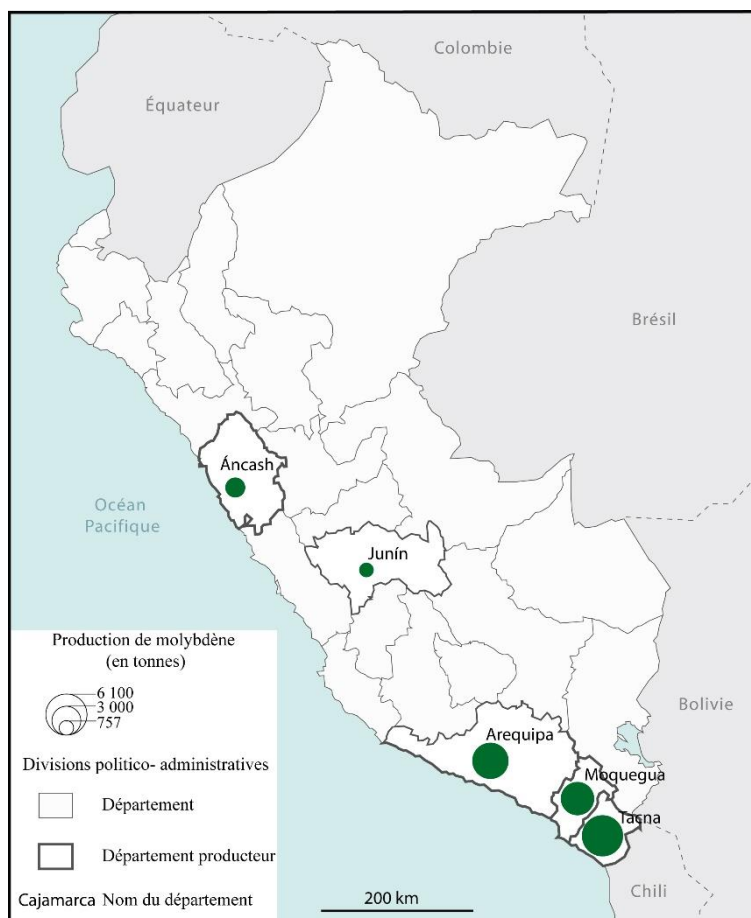 Colombie
Équateur
Brésil
Áncash
Océan
Pacifique
Junín
Production de molybdène
(en tonnes)
6 100
3 000
757
Bolivie
Arequipa
Moquegua
Tacna
Divisions politico- administratives
Département
Département producteur
Cajamarca Nom du département
200 km
Chili